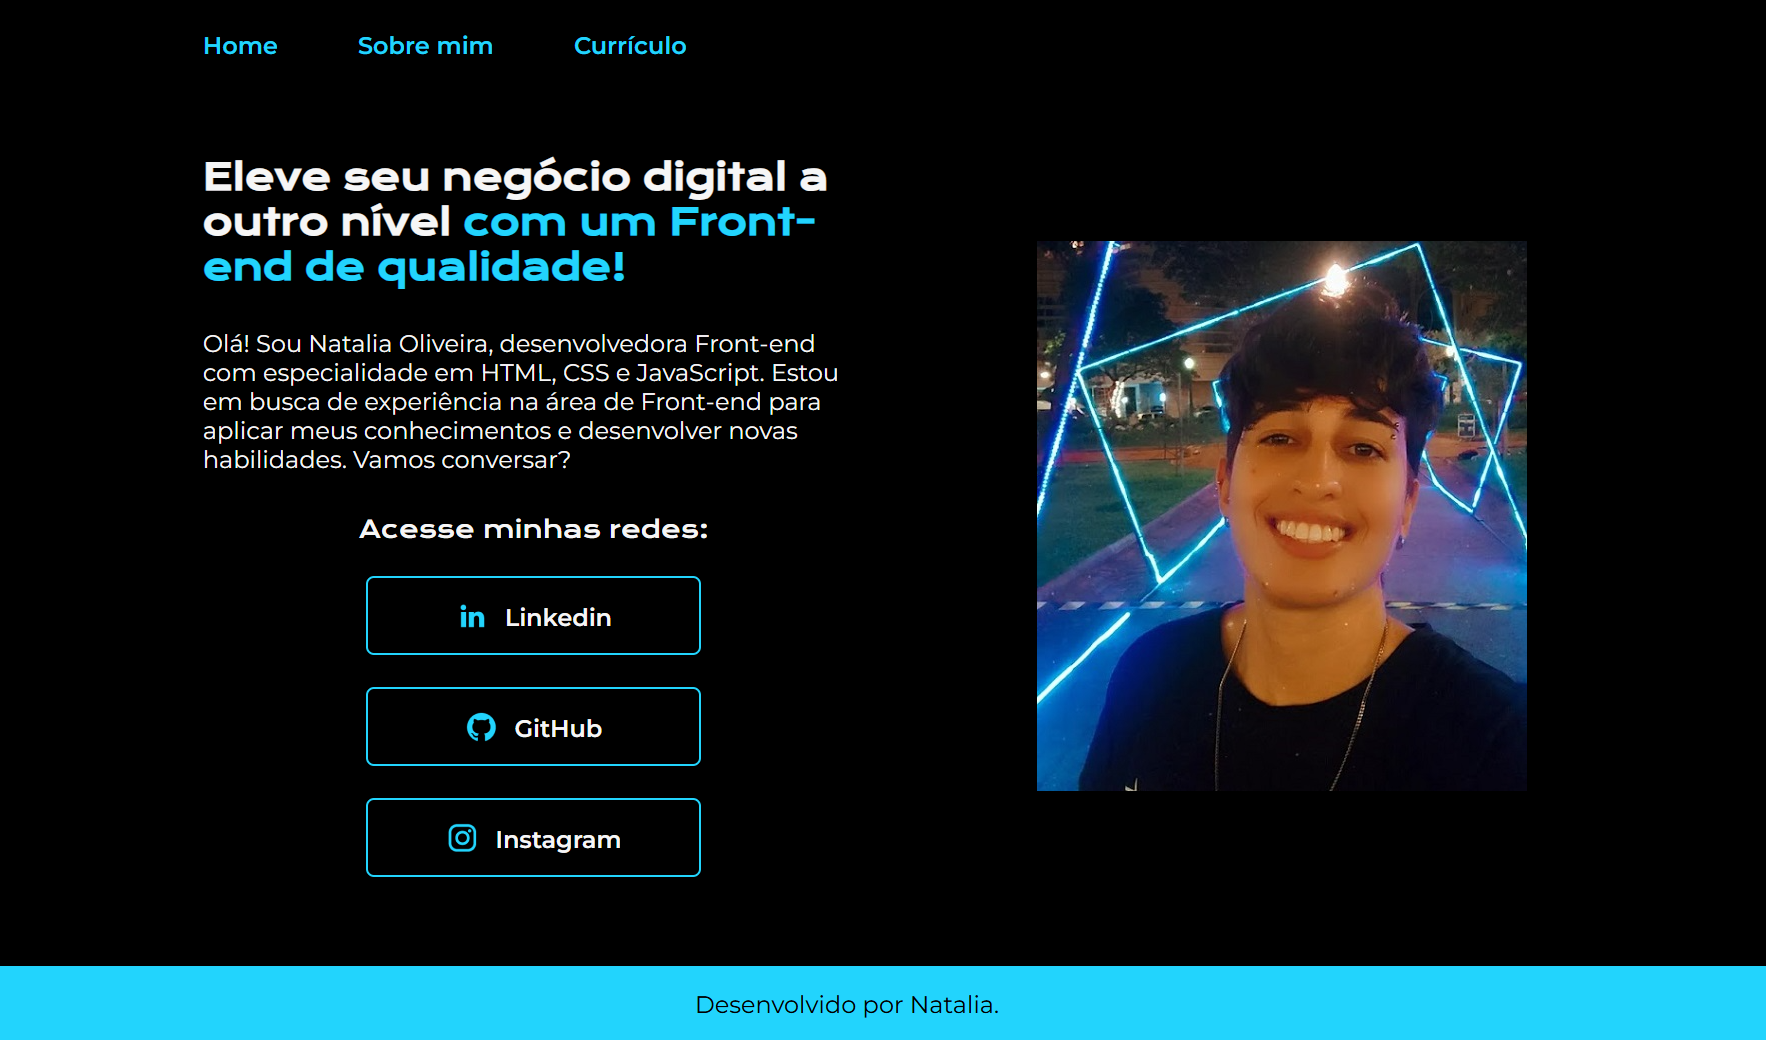 Home Sobre mim Currículo
Eleve seu negócio digital a
outro nível com um Front-
end de qualidade!
Olá! Sou Natalia Oliveira, desenvolvedora Front-end
com especialidade em HTML, CSS e JavaScript. Estou
em busca de experiência na área de Front-end para
aplicar meus conhecimentos e desenvolver novas
habilidades. Vamos conversar?
Acesse minhas redes:
Linkedin
GitHub
Instagram
Desenvolvido por Natalia.